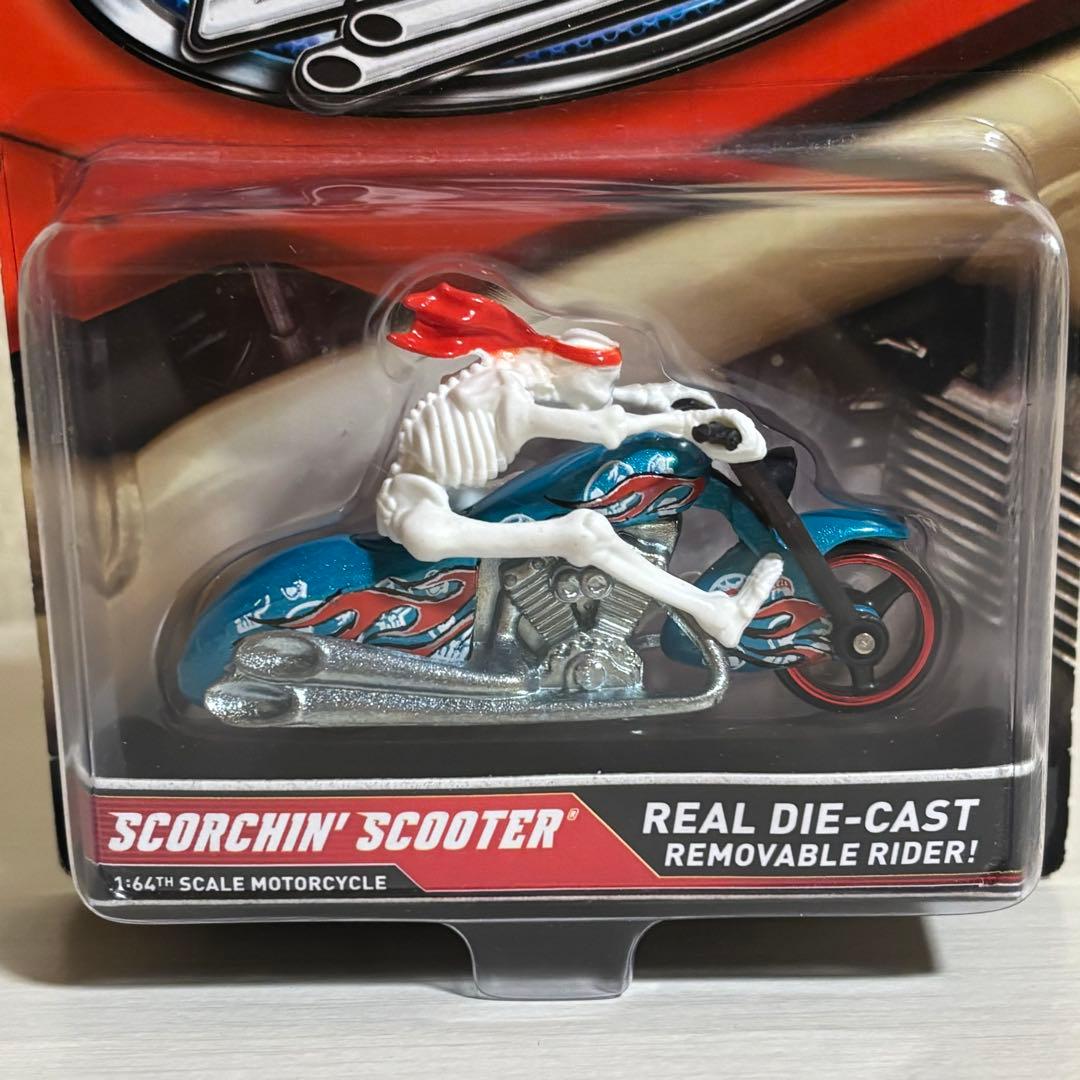 SCORCHIN' SCOOTER®
1:64TH SCALE MOTORCYCLE
REAL DIE-CAST
REMOVABLE RIDER!